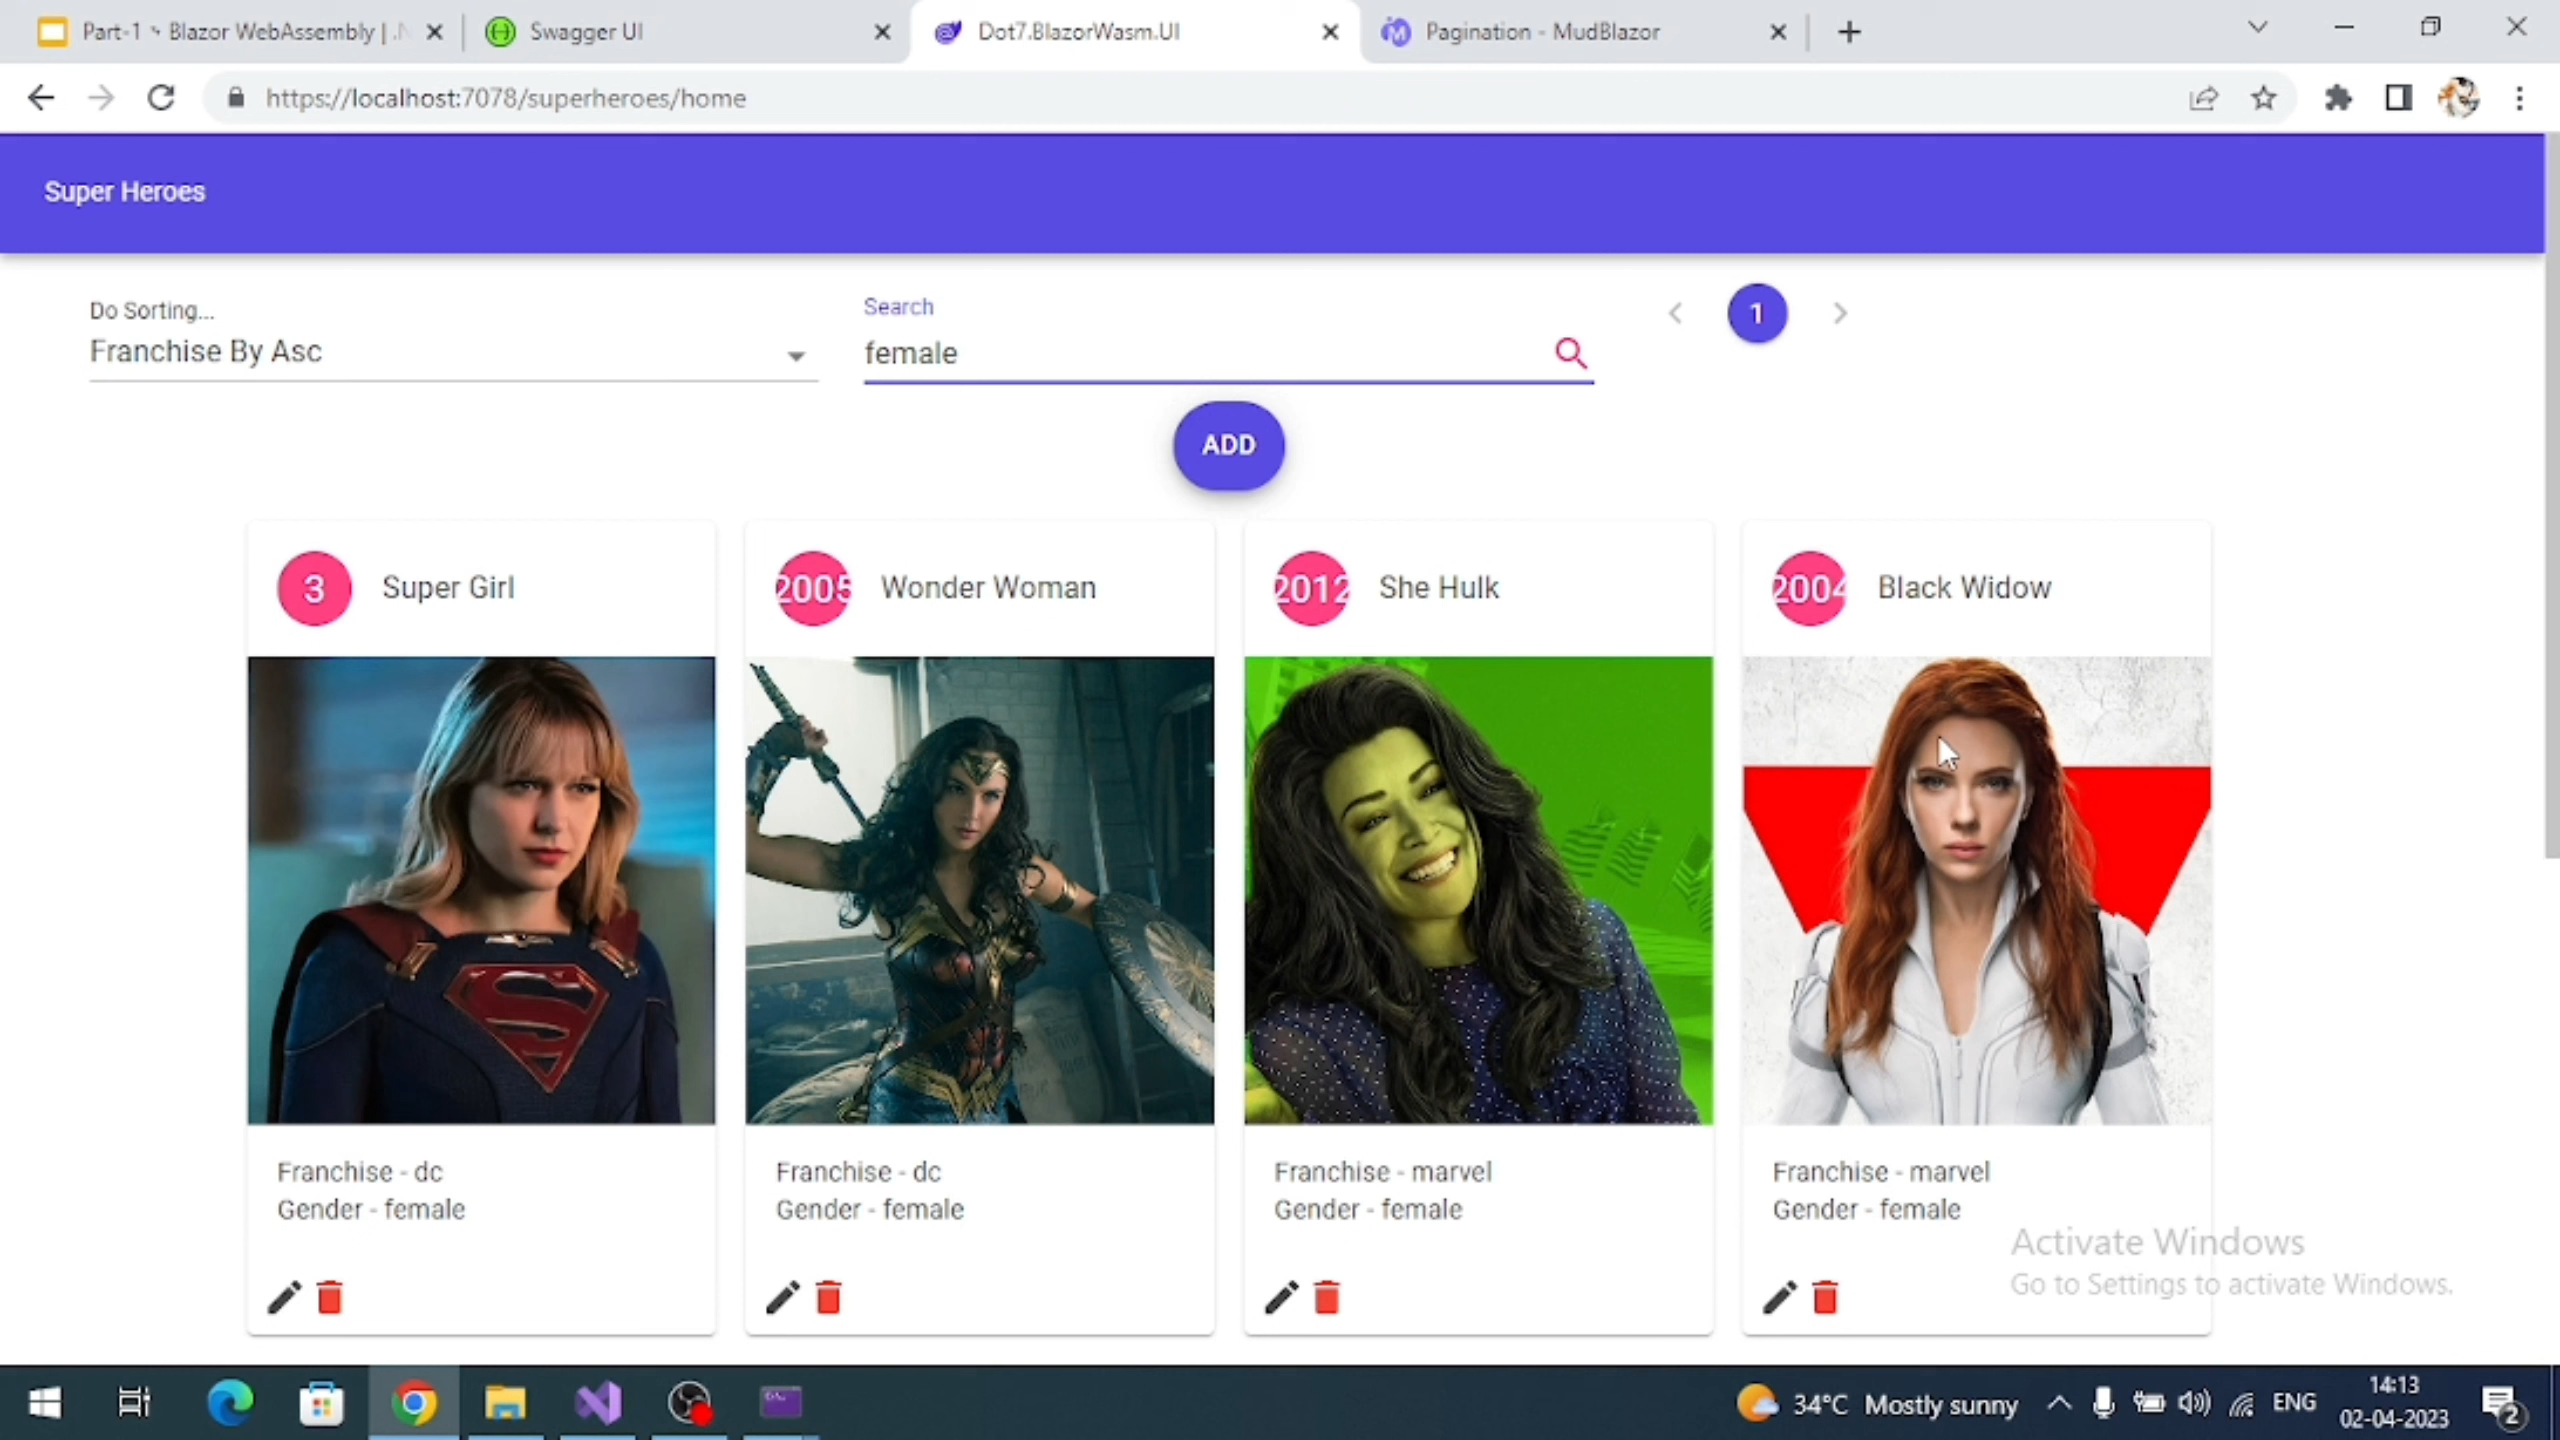 Part-1 Blazor WebAssembly | .N
Swagger UI
Dot7.BlazorWasm.UI
Pagination - MudBlazor
https://localhost:7078/superheroes/home
Super Heroes
Do Sorting...
Franchise By Asc
Search
female
1
ADD
3 Super Girl
2005 Wonder Woman
2012 She Hulk
2004 Black Widow
Franchise - dc
Gender - female
Franchise - dc
Gender - female
Franchise - marvel
Gender - female
Franchise - marvel
Gender - female
Activate Windows
Go to Settings to activate Windows.
34°C Mostly sunny
ENG
14:13
02-04-2023
2